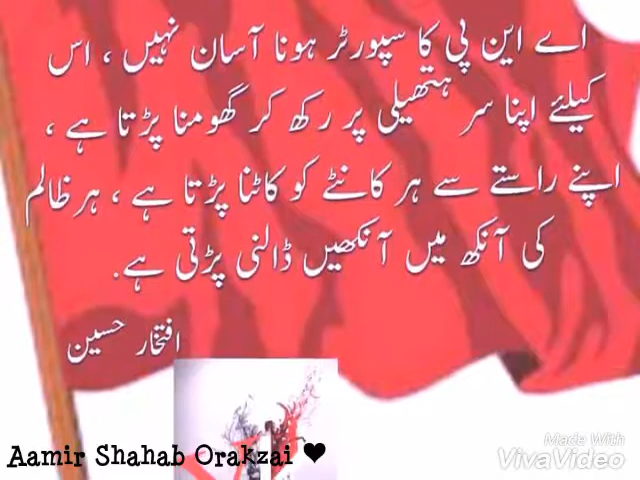 اے این پی کا سپورٹر ہونا آسان نہیں ، اس
کیلئے اپنا سر ہتھیلی پر رکھ کر گھومنا پڑتا ہے ،
اپنے راستے سے ہر کانٹے کو کاٹنا پڑتا ہے ، ہر ظالم
کی آنکھ میں آنکھیں ڈالنی پڑتی ہے.
افتخار حسین
Aamir Shahab Orakzai ❤
Made With
VivaVideo